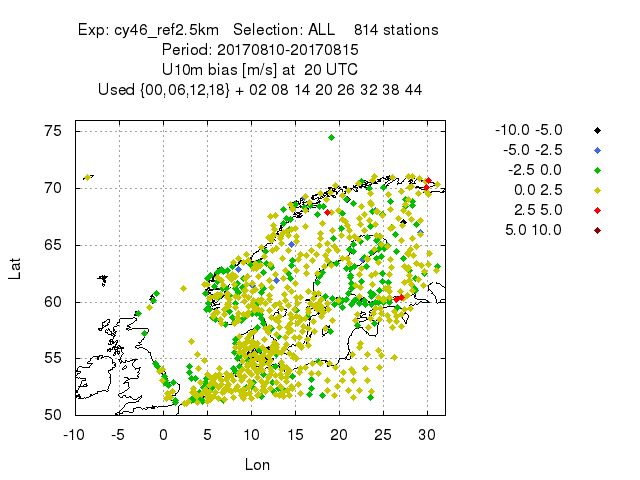 Exp: cy46_ref2.5km   Selection: ALL    814 stations
Period: 20170810-20170815
U10m bias [m/s] at  20 UTC
Used {00,06,12,18} + 02 08 14 20 26 32 38 44
-10.0 -5.0
-5.0 -2.5
-2.5 0.0
0.0 2.5
2.5 5.0
5.0 10.0
75
70
65
60
55
50
Lat
-10 -5 0 5 10 15 20 25 30
Lon